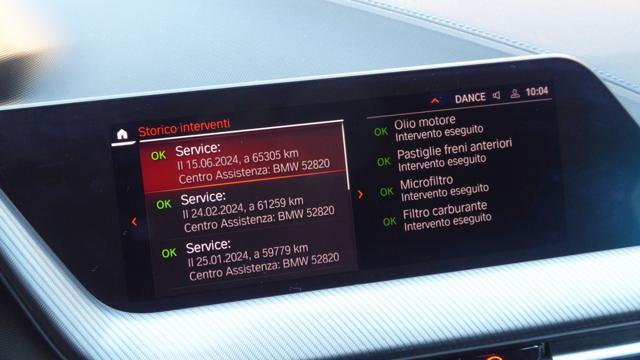 DANCE 10:04
Storico interventi
OK Service:
Il 15.06.2024, a 65305 km
Centro Assistenza: BMW 52820
OK Service:
Il 24.02.2024, a 61259 km
Centro Assistenza: BMW 52820
OK Service:
Il 25.01.2024, a 59779 km
Centro Assistenza: BMW 52820
OK Olio motore
Intervento eseguito
OK Pastiglie freni anteriori
Intervento eseguito
OK Microfiltro
Intervento eseguito
OK Filtro carburante
Intervento eseguito